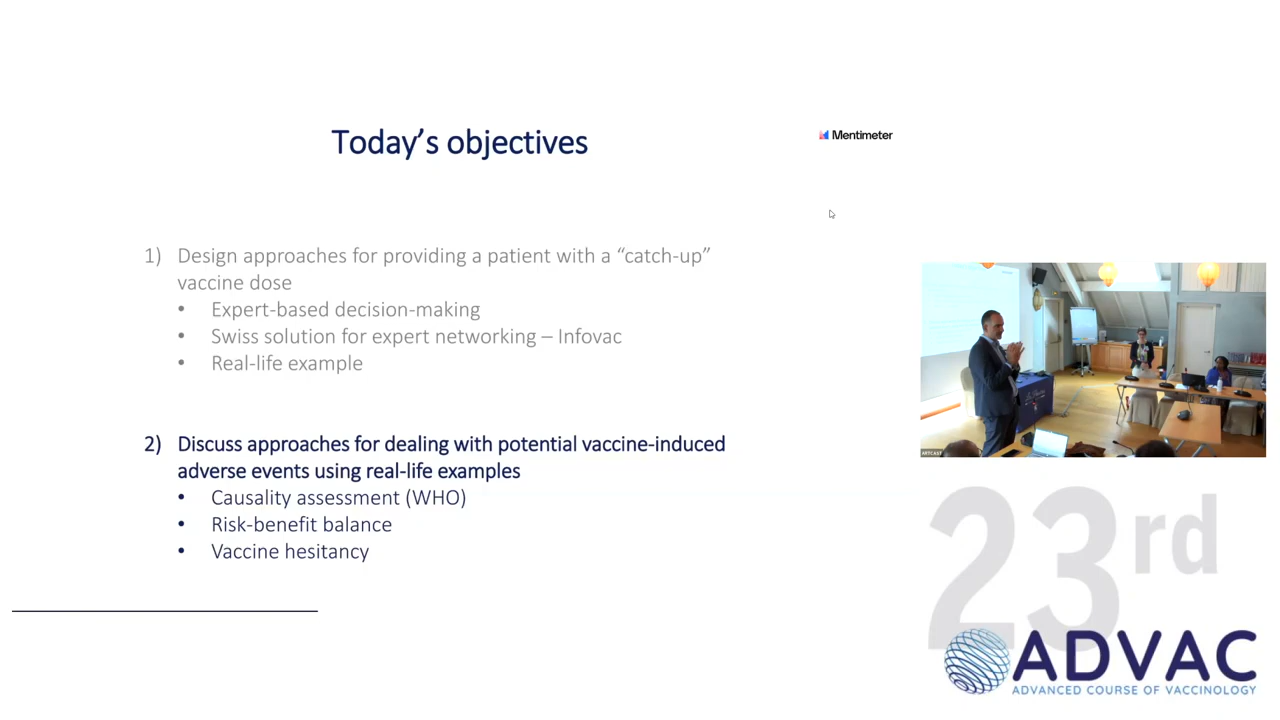 Today's objectives
Mentimeter
1) Design approaches for providing a patient with a “catch-up”
vaccine dose
• Expert-based decision-making
• Swiss solution for expert networking – Infovac
• Real-life example
2) Discuss approaches for dealing with potential vaccine-induced
adverse events using real-life examples
• Causality assessment (WHO)
• Risk-benefit balance
• Vaccine hesitancy
ARTCAST
23rd
ADVAC
ADVANCED COURSE OF VACCINOLOGY